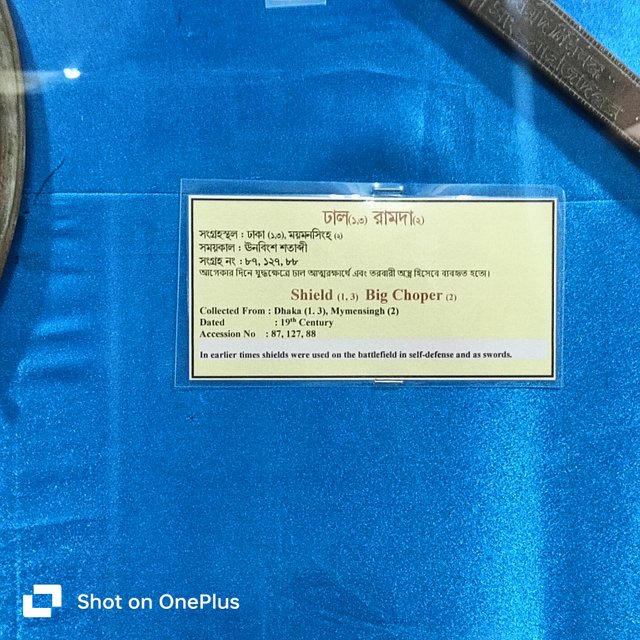 ঢাল(১,৩) রামদা(২)
সংগ্রহস্থল : ঢাকা (১,৩), ময়মনসিংহ (২)
সময়কাল : ঊনবিংশ শতাব্দী
সংগ্রহ নং : ৮৭, ১২৭, ৮৮
আগেকার দিনে যুদ্ধক্ষেত্রে ঢাল আত্মরক্ষার্থে এবং তরবারী অস্ত্র হিসেবে ব্যবহৃত হতো।
Shield (1, 3) Big Choper (2)
Collected From : Dhaka (1. 3), Mymensingh (2)
Dated : 19th Century
Accession No : 87, 127, 88
In earlier times shields were used on the battlefield in self-defense and as swords.
Shot on OnePlus